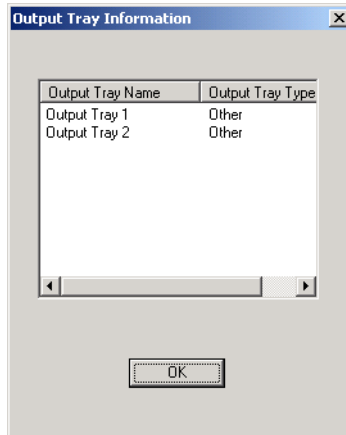 Output Tray Information
Output Tray Name Output Tray Type
Output Tray 1 Other
Output Tray 2 Other
OK